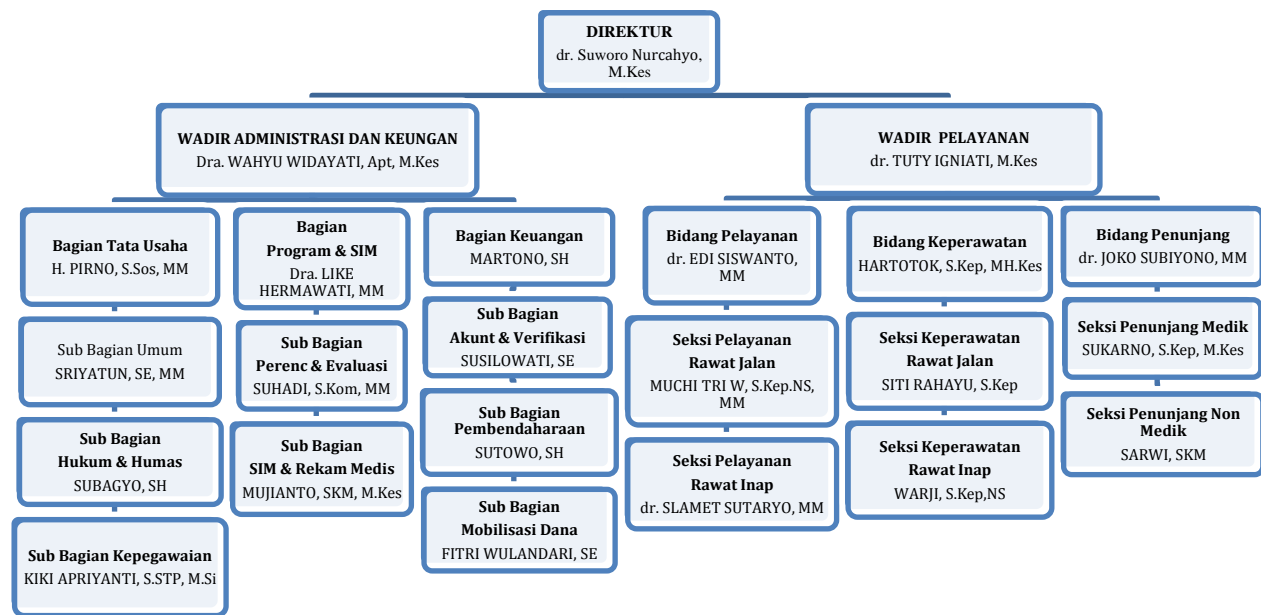 DIREKTUR
dr. Suworo Nurcahyo,
M.Kes
WADIR ADMINISTRASI DAN KEUNGAN
Dra. WAHYU WIDAYATI, Apt, M.Kes
WADIR PELAYANAN
dr. TUTY IGNIATI, M.Kes
Bagian Tata Usaha
H. PIRNO, S.Sos, MM
Sub Bagian Umum
SRIYATUN, SE, MM
Sub Bagian
Hukum & Humas
SUBAGYO, SH
Sub Bagian Kepegawaian
KIKI APRIYANTI, S.STP, M.Si
Bagian
Program & SIM
Dra. LIKE
HERMAWATI, MM
Sub Bagian
Perenc & Evaluasi
SUHADI, S.Kom, MM
Sub Bagian
SIM & Rekam Medis
MUJIANTO, SKM, M.Kes
Bagian Keuangan
MARTONO, SH
Sub Bagian
Akunt & Verifikasi
SUSILOWATI, SE
Sub Bagian
Pembendaharaan
SUTOWO, SH
Sub Bagian
Mobilisasi Dana
FITRI WULANDARI, SE
Bidang Pelayanan
dr. EDI SISWANTO,
MM
Seksi Pelayanan
Rawat Jalan
MUCHI TRI W, S.Kep.NS,
MM
Seksi Pelayanan
Rawat Inap
dr. SLAMET SUTARYO, MM
Bidang Keperawatan
HARTOTOK, S.Kep, MH.Kes
Seksi Keperawatan
Rawat Jalan
SITI RAHAYU, S.Kep
Seksi Keperawatan
Rawat Inap
WARJI, S.Kep,NS
Bidang Penunjang
dr. JOKO SUBIYONO, MM
Seksi Penunjang Medik
SUKARNO, S.Kep, M.Kes
Seksi Penunjang Non
Medik
SARWI, SKM